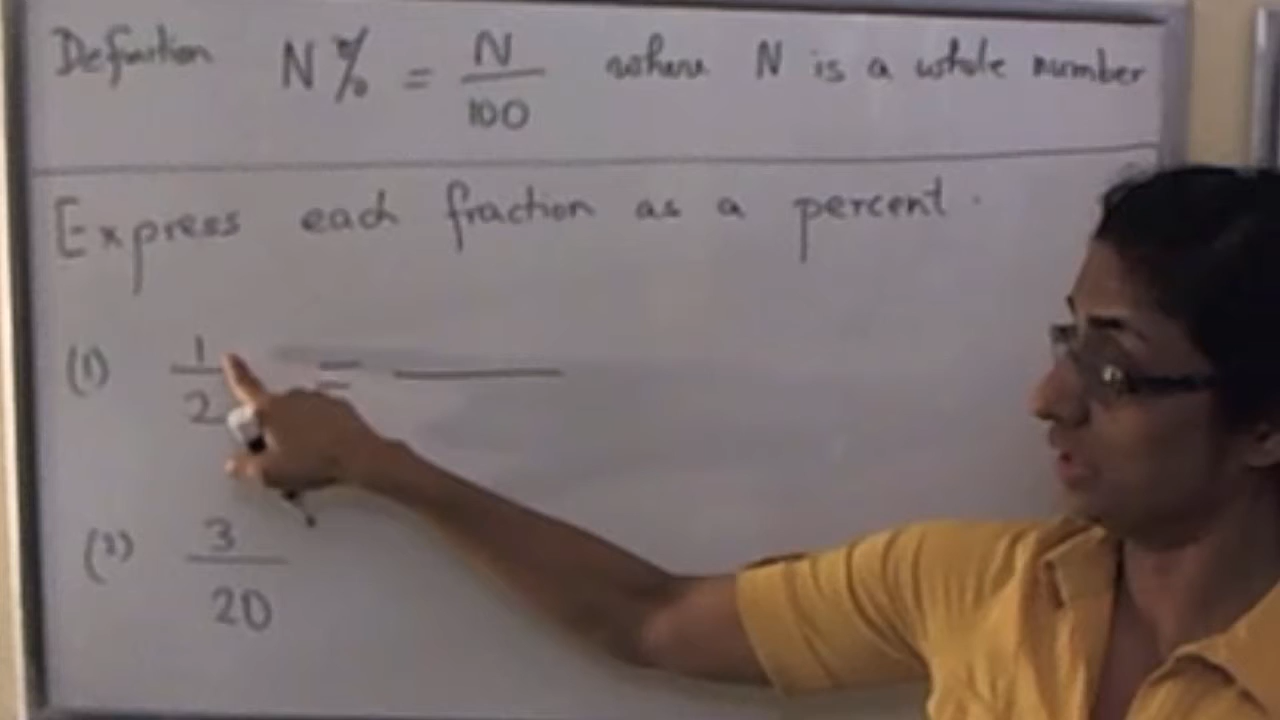 Definition N% = N/100 where N is a whole number
Express each fraction as a percent.
(1) 1/2 = 
(2) 3/20